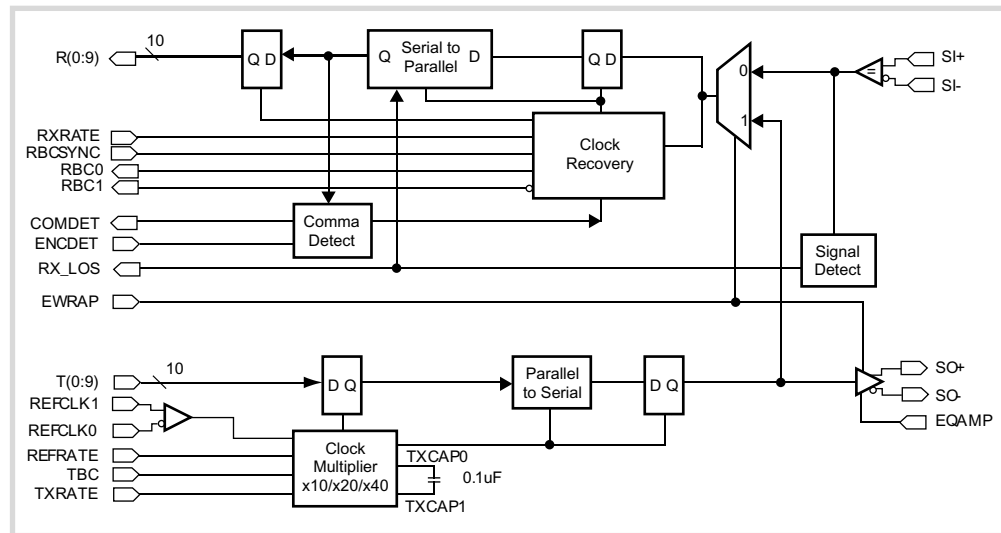 R(0:9)
10
Q D
Q
Serial to
Parallel
D
Q D
0
1
=
SI+
SI-
RXRATE
RBCSYNC
RBC0
RBC1
Clock
Recovery
COMDET
ENCDET
Comma
Detect
RX_LOS
Signal
Detect
EWRAP
T(0:9)
10
D Q
Parallel
to Serial
D Q
SO+
SO-
EQAMP
REFCLK1
REFCLK0
REFRATE
TBC
TXRATE
Clock
Multiplier
x10/x20/x40
TXCAP0
0.1uF
TXCAP1